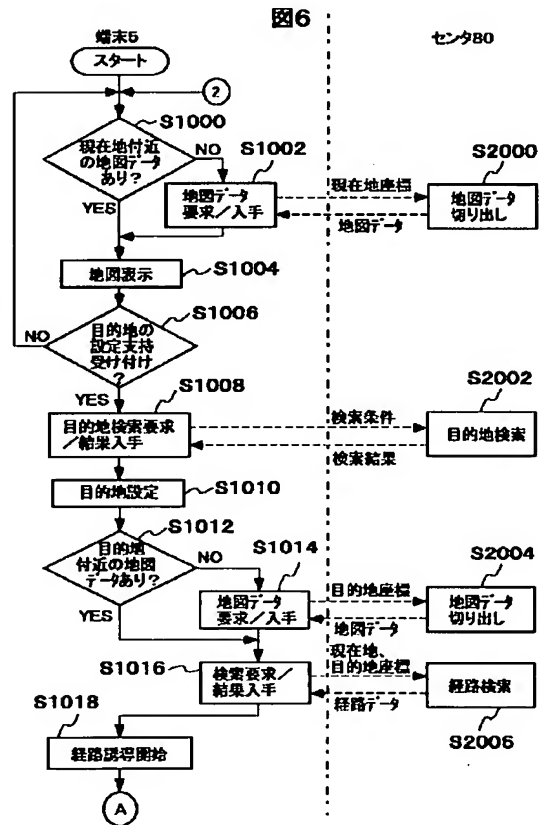 図6
端末5
センタ80
スタート
2
S1000
現在地付近
の地図データ
あり?
NO
YES
S1002
地図データ
要求/入手
現在地座標
地図データ
S2000
地図データ
切り出し
地図表示
S1004
S1006
目的地の
設定支持
受け付け
?
NO
YES
S1008
目的地検索要求
/結果入手
検索条件
検索結果
S2002
目的地検索
目的地設定
S1010
S1012
目的地
付近の地図
データあり?
NO
YES
S1014
地図データ
要求/入手
目的地座標
地図データ
S2004
地図データ
切り出し
S1016
検索要求/
結果入手
現在地、
目的地座標
経路データ
経路検索
S2006
S1018
経路誘導開始
A